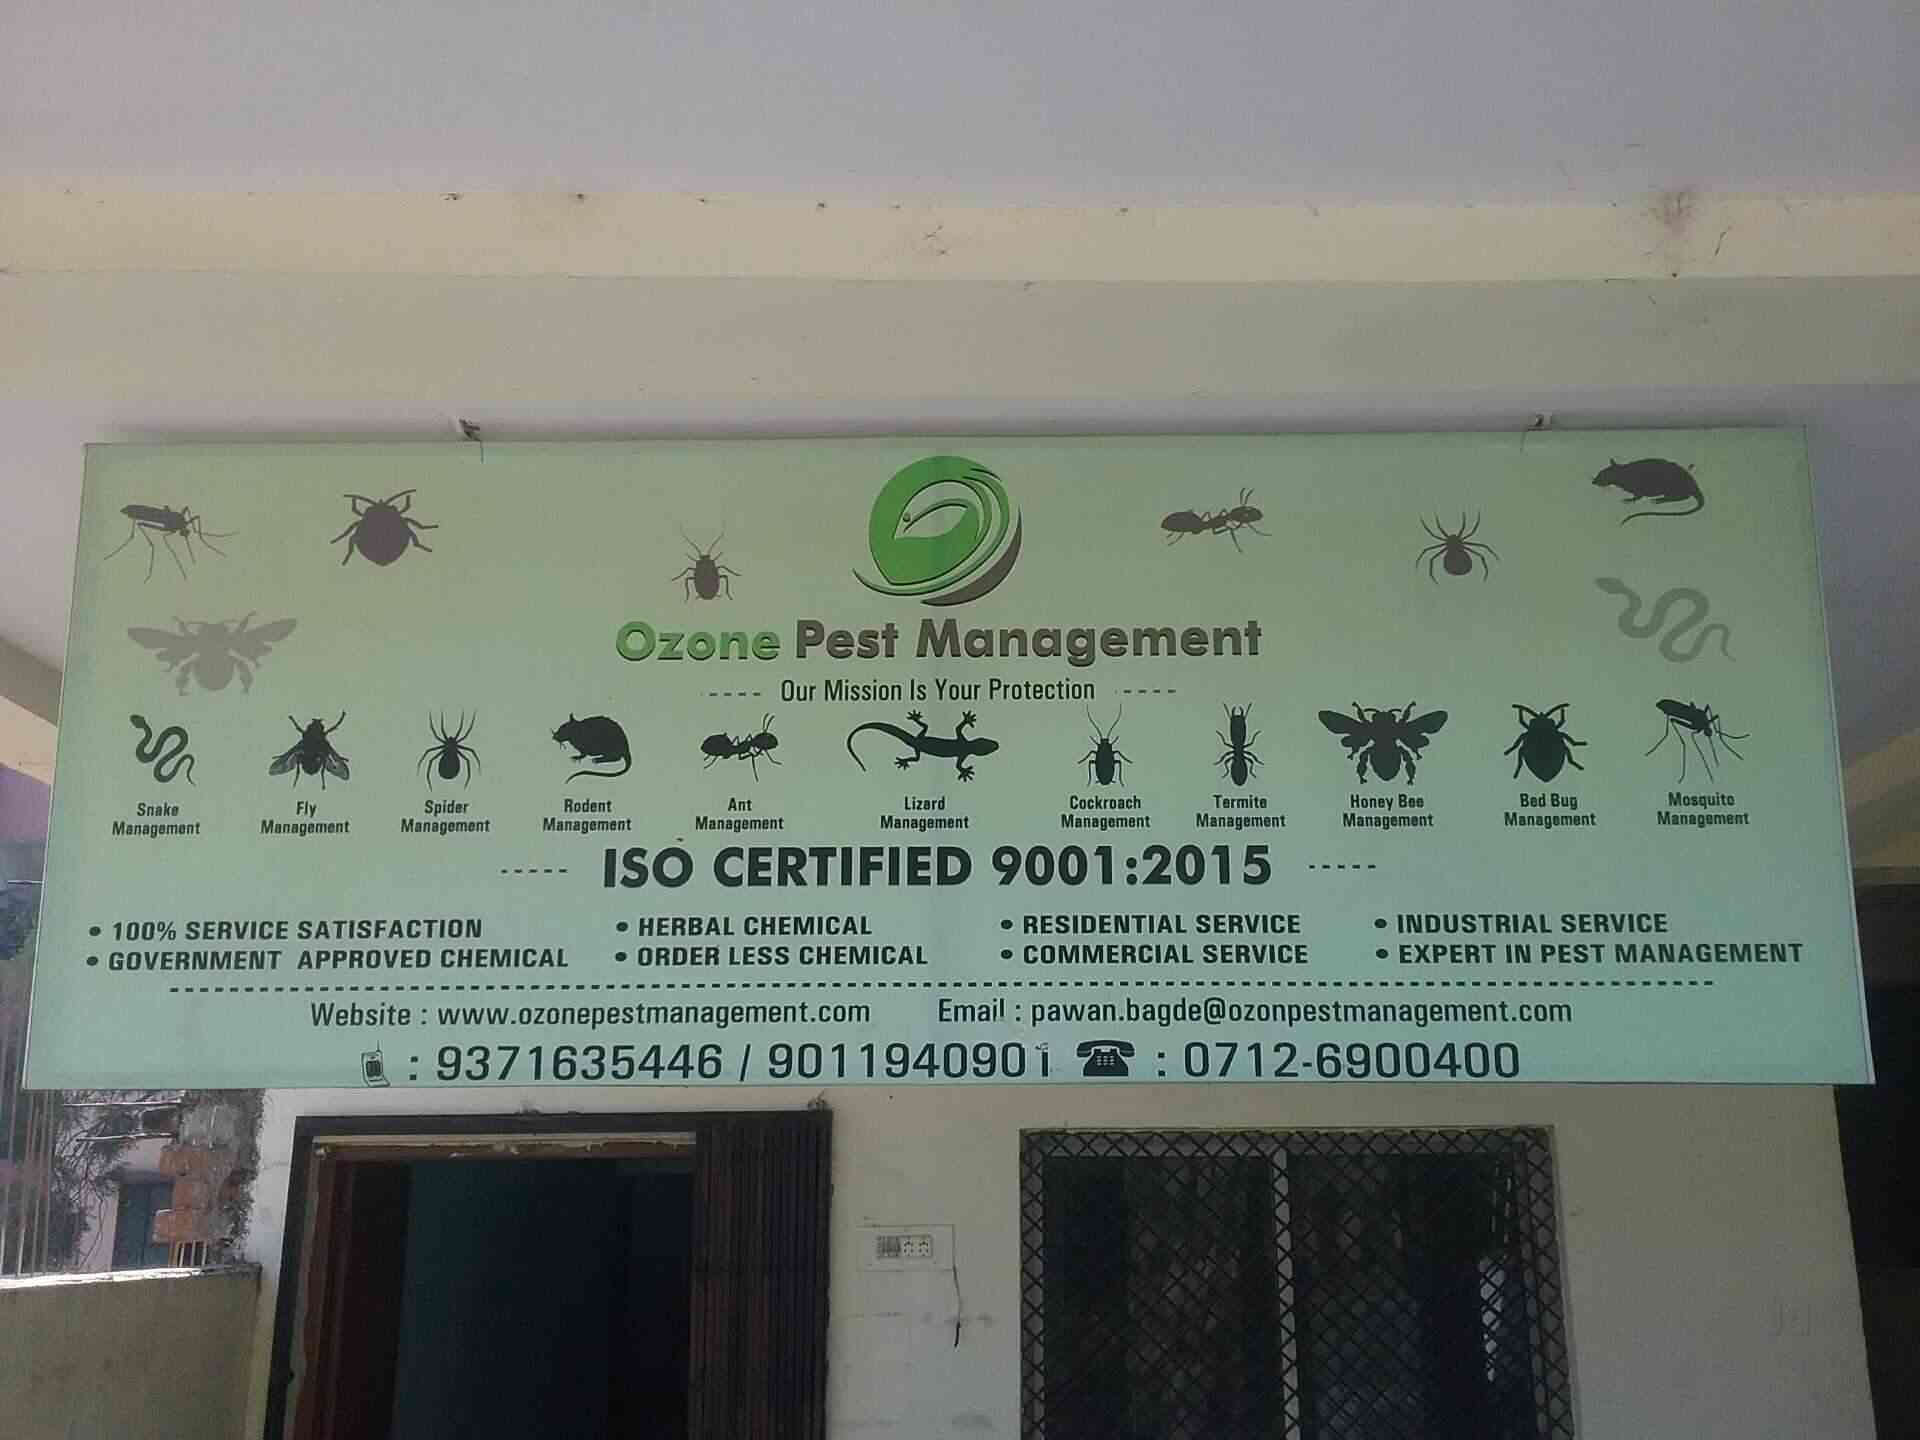 Ozone Pest Management
---- Our Mission Is Your Protection ----
Snake Management
Fly Management
Spider Management
Rodent Management
Ant Management
Lizard Management
Cockroach Management
Termite Management
Honey Bee Management
Bed Bug Management
Mosquito Management
----- ISO CERTIFIED 9001:2015 -----
• 100% SERVICE SATISFACTION
• GOVERNMENT APPROVED CHEMICAL
• HERBAL CHEMICAL
• ORDER LESS CHEMICAL
• RESIDENTIAL SERVICE
• COMMERCIAL SERVICE
• INDUSTRIAL SERVICE
• EXPERT IN PEST MANAGEMENT
Website : www.ozonepestmanagement.com Email : pawan.bagde@ozonpestmanagement.com
: 9371635446 / 9011940901 : 0712-6900400